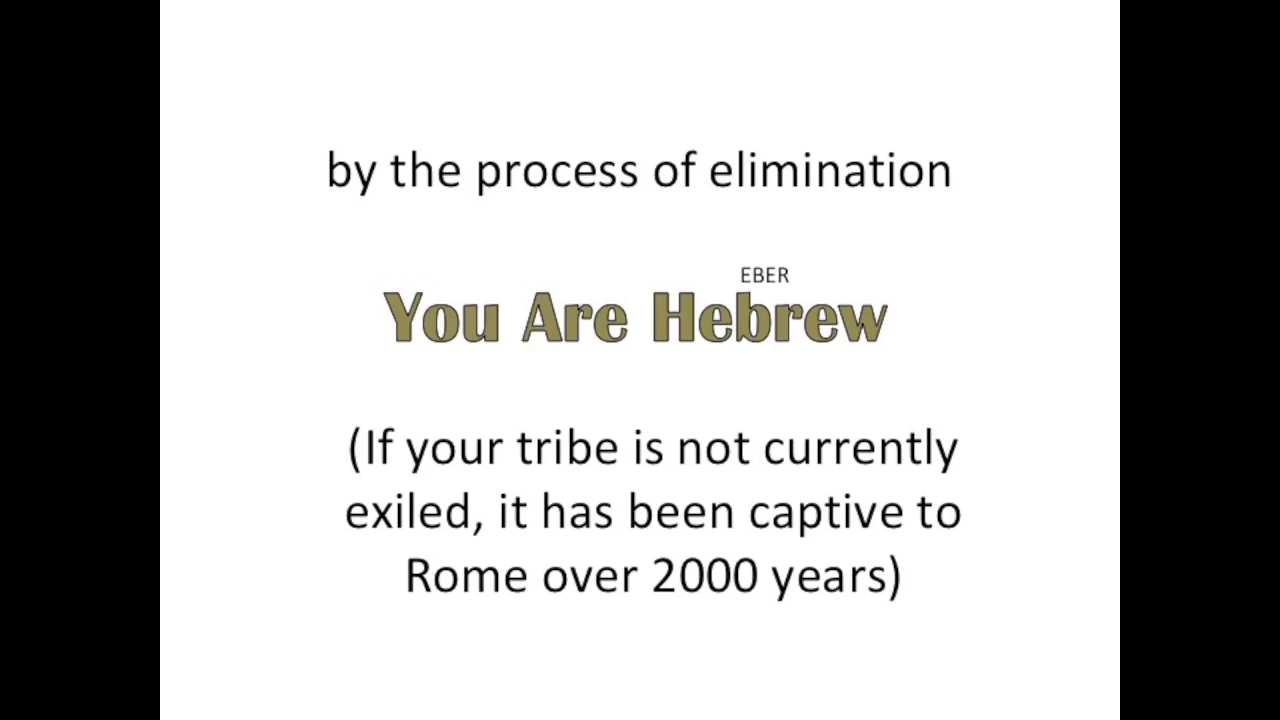 by the process of elimination
EBER
You Are Hebrew
(If your tribe is not currently
exiled, it has been captive to
Rome over 2000 years)